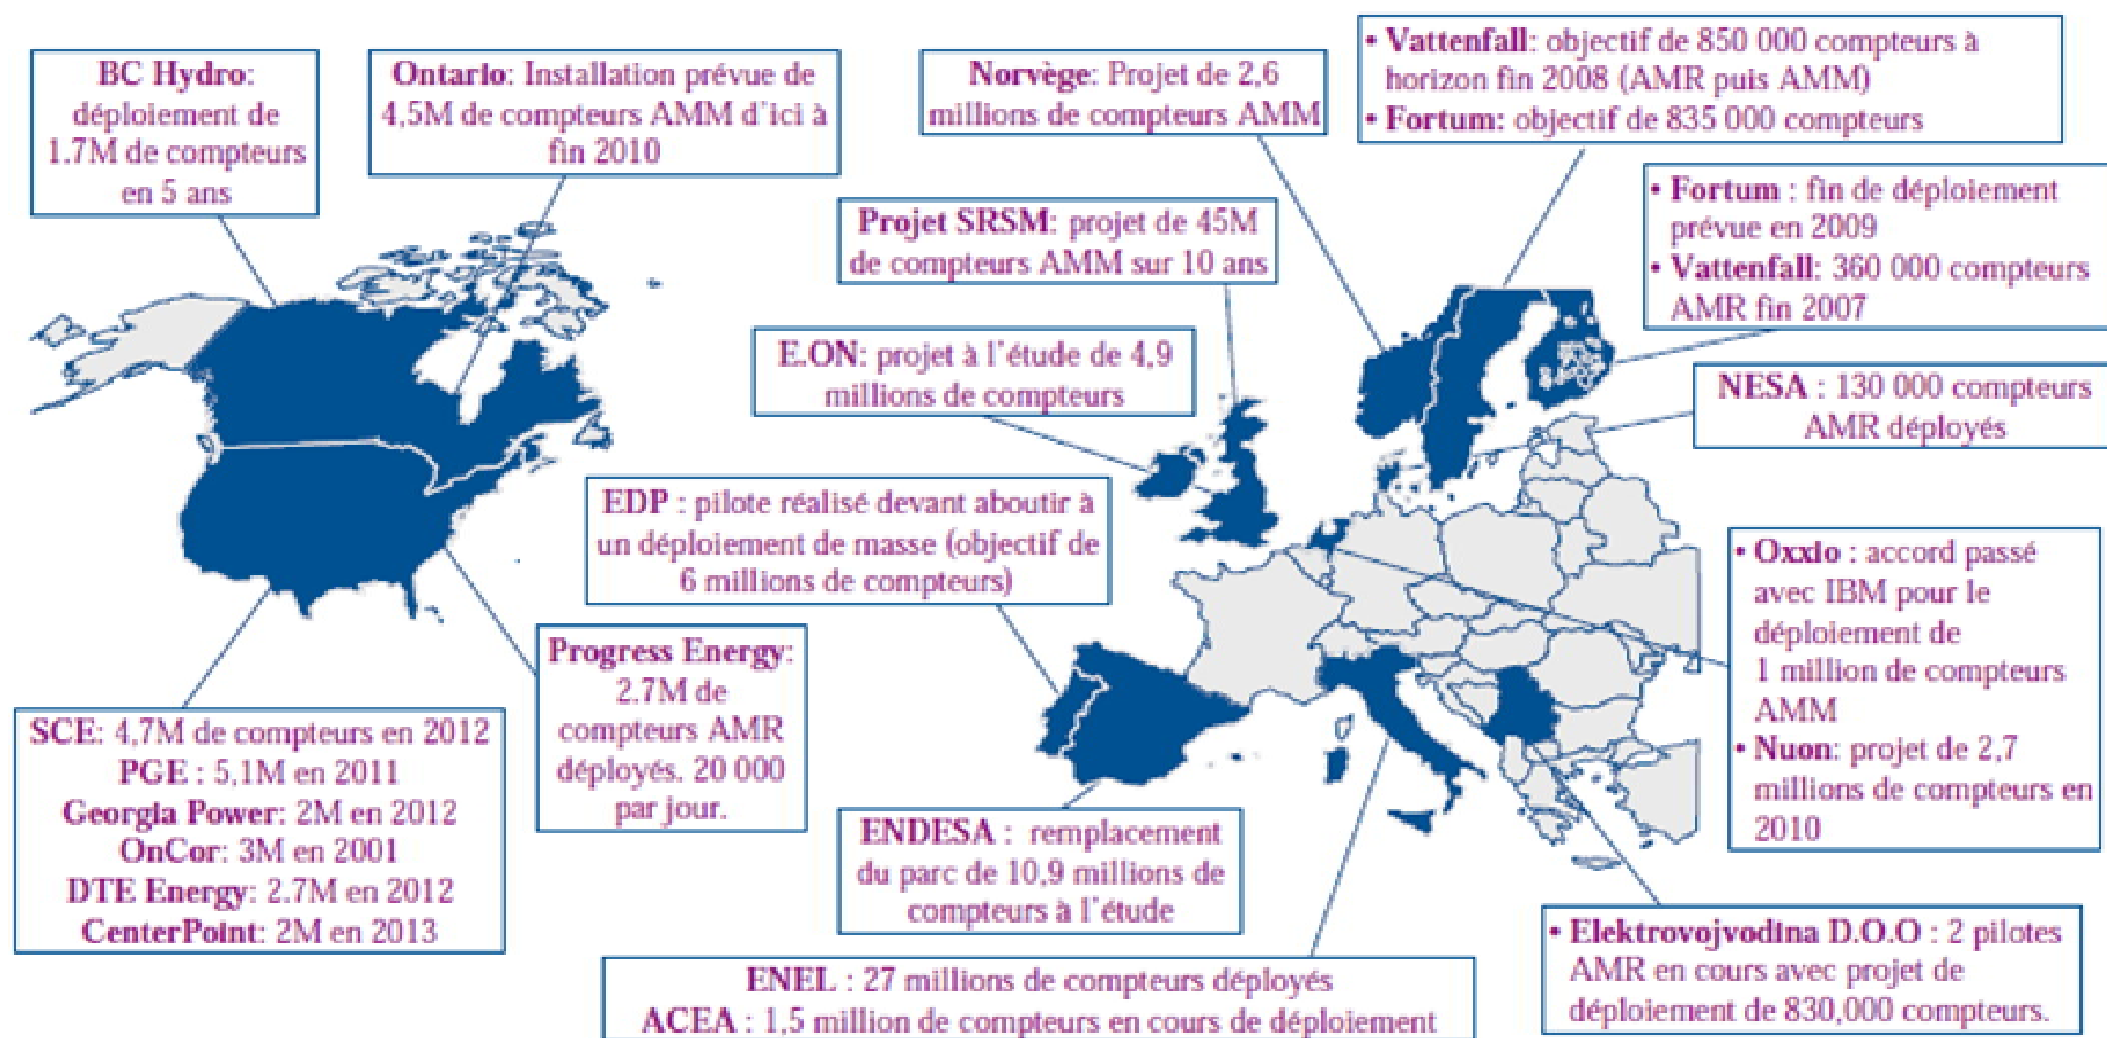 BC Hydro:
déploiement de
1.7M de compteurs
en 5 ans
Ontario: Installation prévue de
4,5M de compteurs AMM d'ici à
fin 2010
Norvège: Projet de 2,6
millions de compteurs AMM
• Vattenfall: objectif de 850 000 compteurs à
horizon fin 2008 (AMR puis AMM)
• Fortum: objectif de 835 000 compteurs
• Fortum : fin de déploiement
prévue en 2009
• Vattenfall: 360 000 compteurs
AMR fin 2007
Projet SRSM: projet de 45M
de compteurs AMM sur 10 ans
E.ON: projet à l'étude de 4,9
millions de compteurs
NESA : 130 000 compteurs
AMR déployés
EDP : pilote réalisé devant aboutir à
un déploiement de masse (objectif de
6 millions de compteurs)
• Oxxio : accord passé
avec IBM pour le
déploiement de
1 million de compteurs
AMM
• Nuon: projet de 2,7
millions de compteurs en
2010
Progress Energy:
2.7M de
compteurs AMR
déployés. 20 000
par jour.
SCE: 4,7M de compteurs en 2012
PGE : 5,1M en 2011
Georgia Power: 2M en 2012
OnCor: 3M en 2001
DTE Energy: 2.7M en 2012
CenterPoint: 2M en 2013
ENDESA : remplacement
du parc de 10,9 millions de
compteurs à l'étude
ENEL : 27 millions de compteurs déployés
ACEA : 1,5 million de compteurs en cours de déploiement
• Elektrovojvodina D.O.O : 2 pilotes
AMR en cours avec projet de
déploiement de 830,000 compteurs.